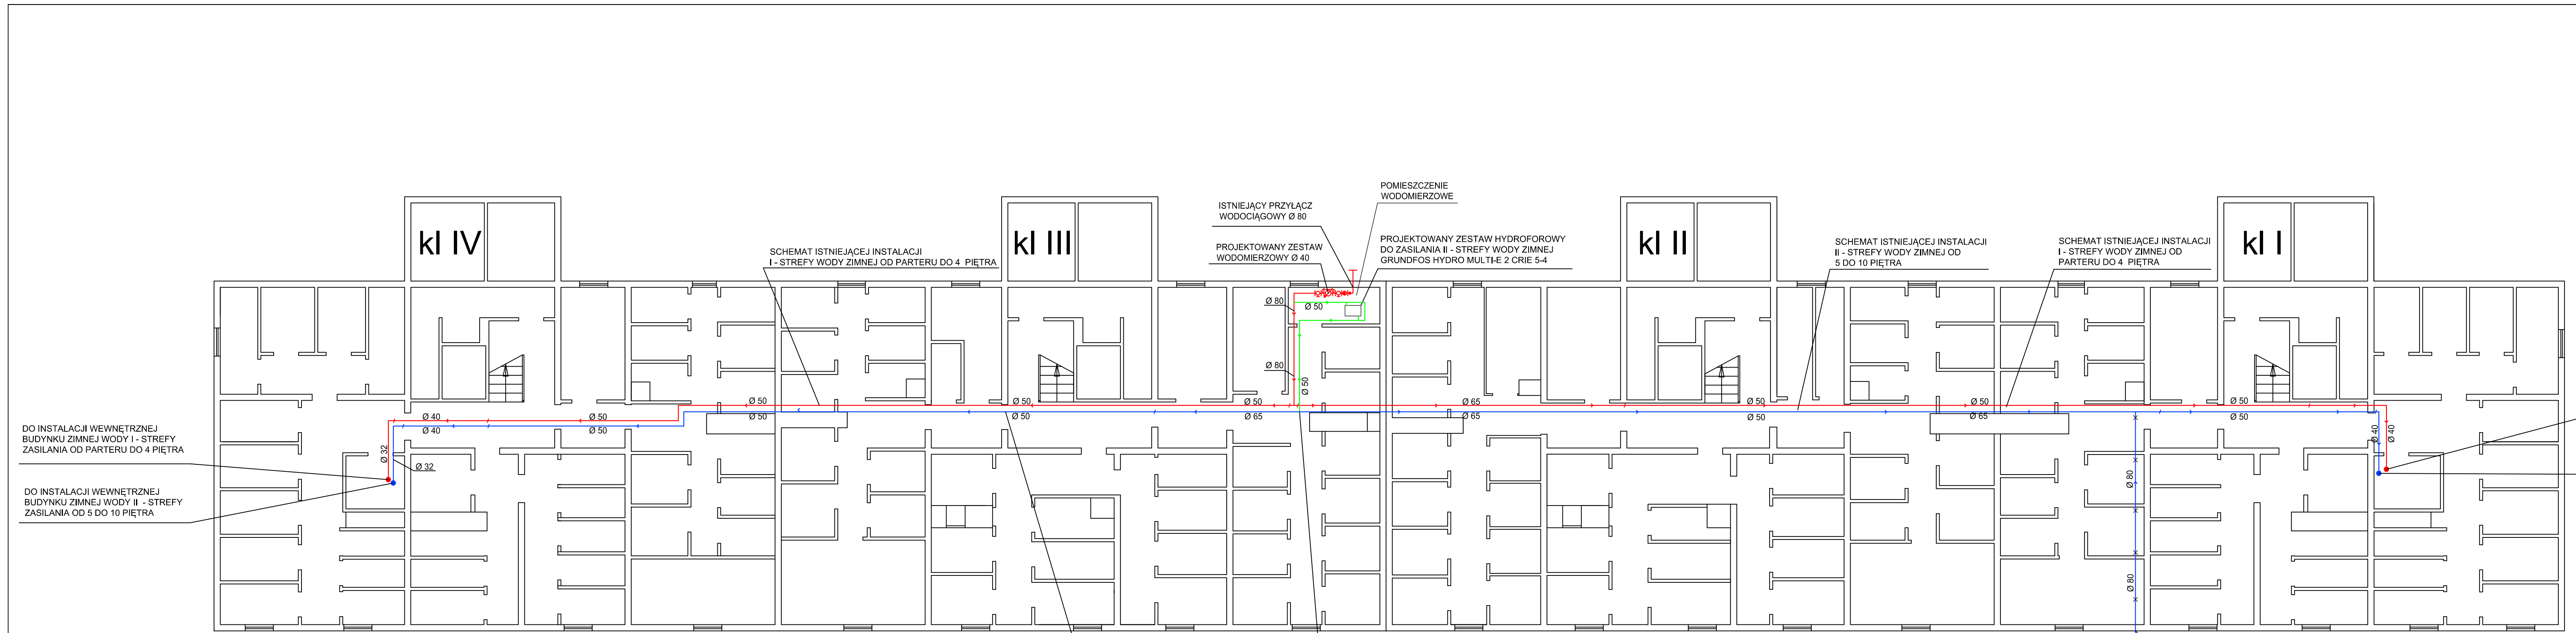 POMIESZCZENIE
WODOMIERZOWE
ISTNIEJĄCY PRZYŁĄCZ
WODOCIĄGOWY Ø 80
kl IV
kl III
kl II
kl I
SCHEMAT ISTNIEJĄCEJ INSTALACJI
I - STREFY WODY ZIMNEJ OD PARTERU DO 4 PIĘTRA
PROJEKTOWANY ZESTAW
WODOMIERZOWY Ø 40
PROJEKTOWANY ZESTAW HYDROFOROWY
DO ZASILANIA II - STREFY WODY ZIMNEJ
GRUNDFOS HYDRO MULTI-E 2 CRIE 5-4
SCHEMAT ISTNIEJĄCEJ INSTALACJI
II - STREFY WODY ZIMNEJ OD
5 DO 10 PIĘTRA
SCHEMAT ISTNIEJĄCEJ INSTALACJI
I - STREFY WODY ZIMNEJ OD
PARTERU DO 4 PIĘTRA
Ø 80
Ø 50
Ø 80
Ø 50
Ø 50
Ø 50
Ø 50
Ø 65
Ø 50
Ø 50
Ø 50
Ø 40
Ø 50
Ø 50
Ø 50
Ø 65
Ø 65
Ø 50
Ø 65
Ø 50
Ø 40
Ø 50
DO INSTALACJI WEWNĘTRZNEJ
BUDYNKU ZIMNEJ WODY I - STREFY
ZASILANIA OD PARTERU DO 4 PIĘTRA
Ø 32
Ø 32
Ø 40
Ø 40
Ø 80
DO INSTALACJI WEWNĘTRZNEJ
BUDYNKU ZIMNEJ WODY II - STREFY
ZASILANIA OD 5 DO 10 PIĘTRA
Ø 80